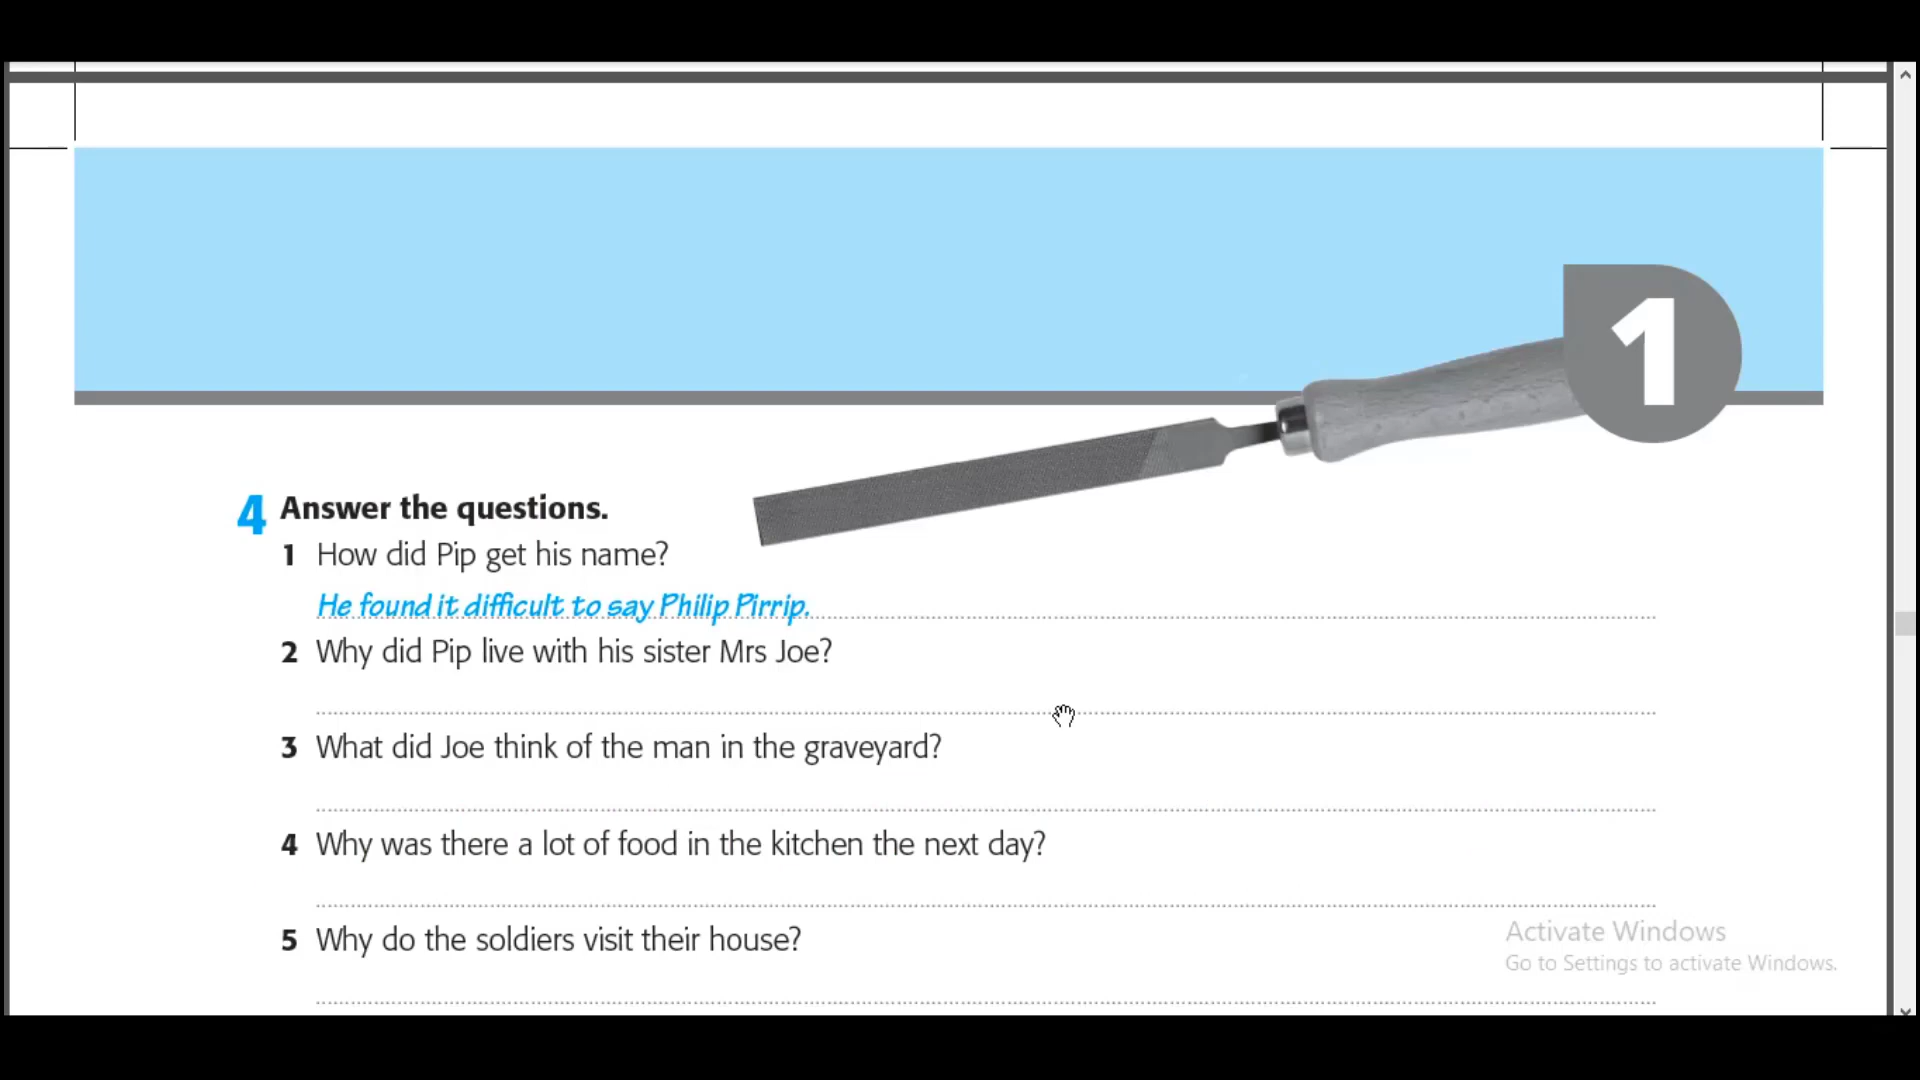 1
4 Answer the questions.
1 How did Pip get his name?
He found it difficult to say Philip Pirrip.
2 Why did Pip live with his sister Mrs Joe?
3 What did Joe think of the man in the graveyard?
4 Why was there a lot of food in the kitchen the next day?
5 Why do the soldiers visit their house?
Activate Windows
Go to Settings to activate Windows.